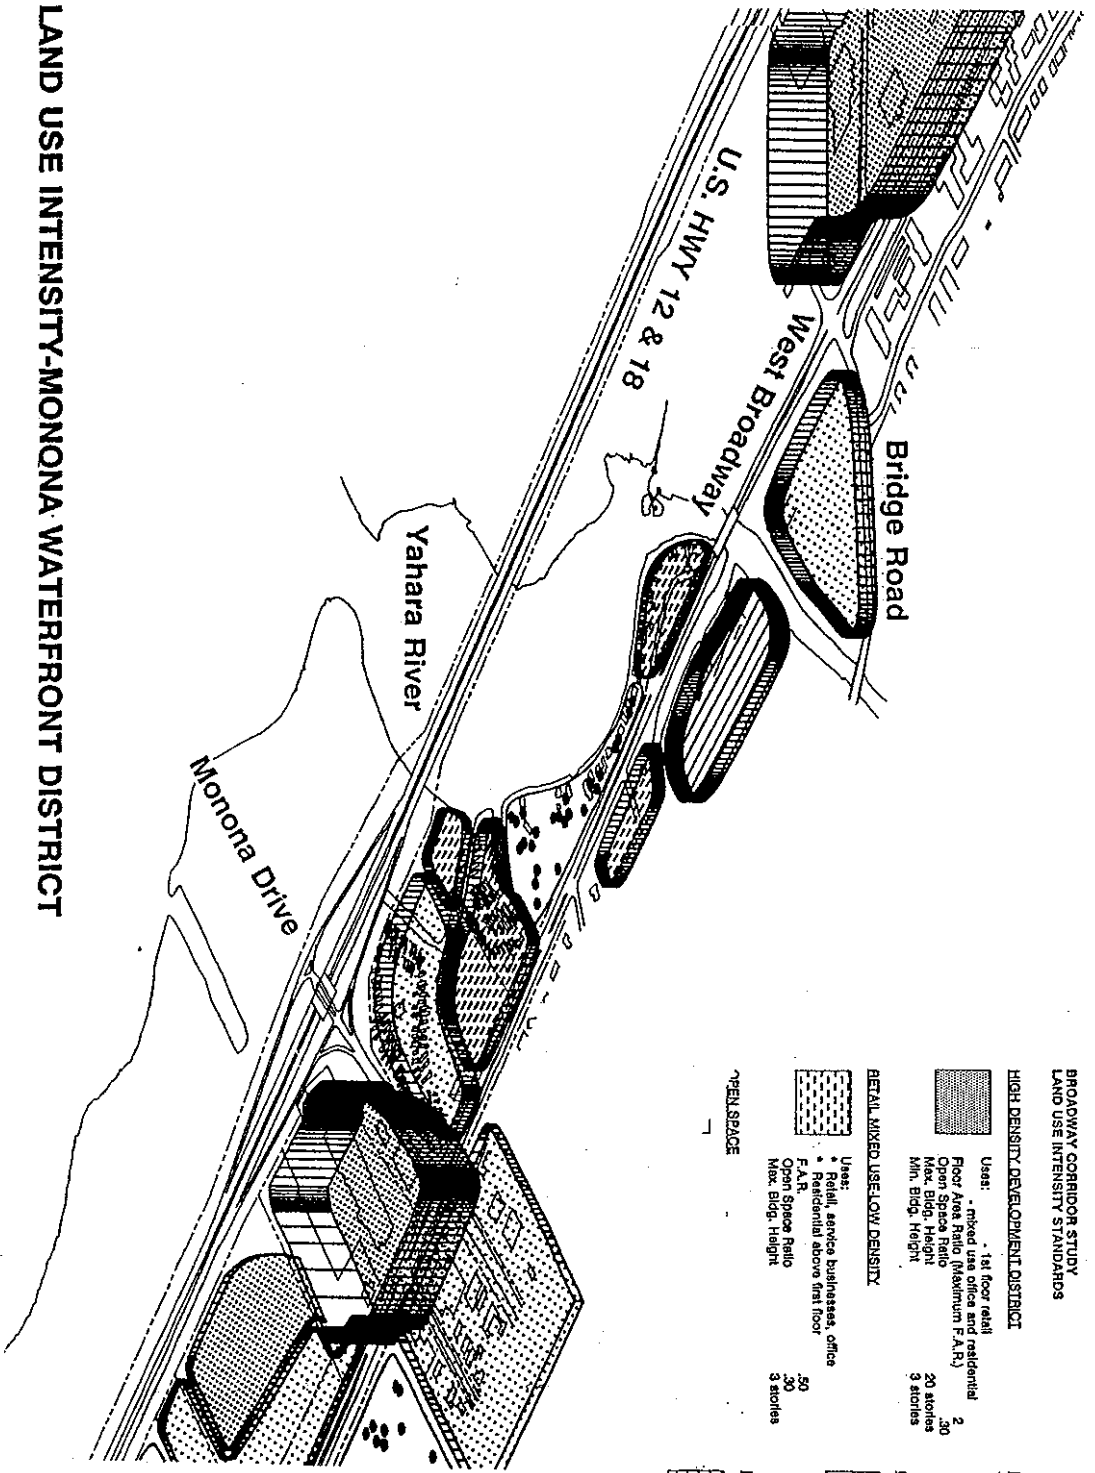 BROADWAY CORRIDOR STUDY
LAND USE INTENSITY STANDARDS
HIGH DENSITY DEVELOPMENT DISTRICT
Uses: - 1st floor retail
- mixed use office and residential
Floor Area Ratio (Maximum F.A.R.) 2
Open Space Ratio .30
Max. Bldg. Height 20 stories
Min. Bldg. Height 3 stories
RETAIL MIXED USE-LOW DENSITY
Uses:
* Retail, service businesses, office
* Residential above first floor
F.A.R. .50
Open Space Ratio .30
Max. Bldg. Height 3 stories
OPEN SPACE
Bridge Road
West Broadway
U.S. HWY 12 & 18
Yahara River
Monona Drive
LAND USE INTENSITY-MONONA WATERFRONT DISTRICT